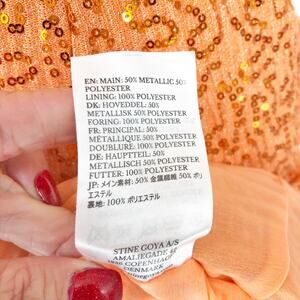 EN: MAIN: 50% METALLIC 50%
POLYESTER
LINING: 100% POLYESTER
DK: HOVEDDEL: 50%
METALLISK 50% POLYESTER
FORING: 100% POLYESTER
FR: PRINCIPAL: 50%
MÉTALLIQUE 50% POLYESTER
DOUBLURE: 100% POLYESTER
DE: HAUPTTEIL: 50%
METALLISCH 50% POLYESTER
FUTTER: 100% POLYESTER
JP: メイン素材: 50% 金属繊維 50% ポリ
エステル
裏地: 100% ポリエステル
STINE GOYA A/S
AMALIEGADE
COPENHAGEN
DENMARK